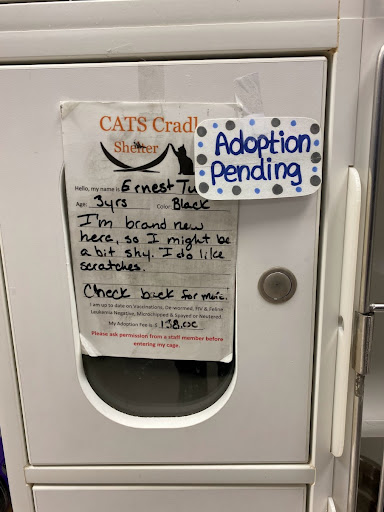 CATS Cradl
Shelter
Adoption
Pending
Hello, my name is Ernest Tu
Age: 3yrs Color: Black
I'm brand new
here, so I might be
a bit shy. I do like
scratches.
Check back for more.
I am up to date on Vaccinations, De-wormed, FIV & Feline
Leukemia Negative, Microchipped & Spayed or Neutered.
My Adoption Fee is $ 138.00
Please ask permission from a staff member before
entering my cage.